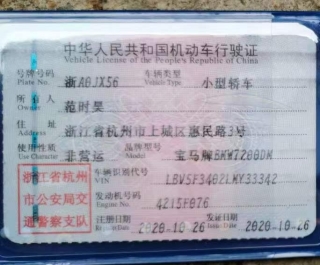 中华人民共和国机动车行驶证
Vehicle License of the People's Republic of China
号牌号码 浙A0JX56 车辆类型 小型轿车
Plate No. Vehicle Type
所有人 范时昊
Owner
住址 浙江省杭州市上城区惠民路3号
Address
使用性质 非营运 品牌型号 宝马牌BMW7200DM
Use Character Model
浙江省杭州 车辆识别代号 LBV5F3402LMY33342
VIN
市公安局交 发动机号码 4215F076
Engine No.
警察支队 注册日期 2020-10-26 发证日期 2020-10-26
Register Date Issue Date